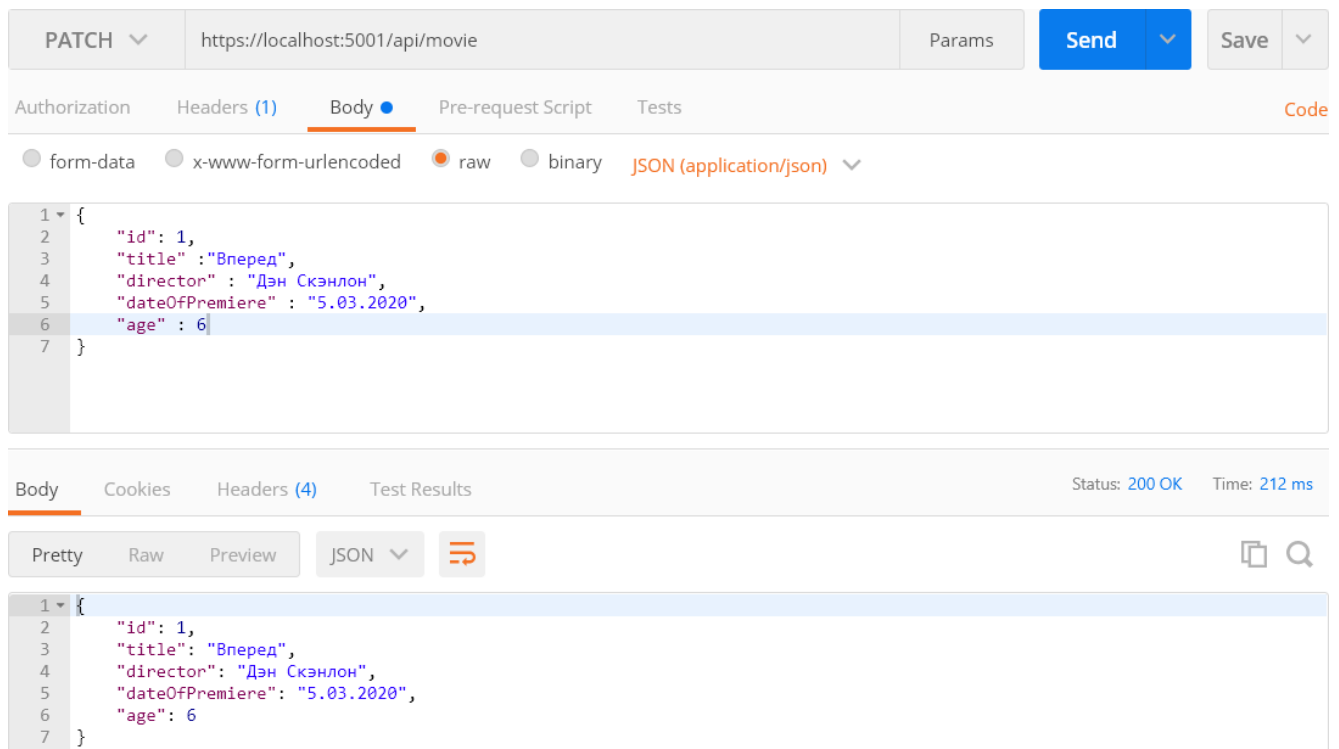 PATCH https://localhost:5001/api/movie Params Send Save
Authorization Headers (1) Body Pre-request Script Tests Code
form-data x-www-form-urlencoded raw binary JSON (application/json)
1 {
2 "id": 1,
3 "title" :"Вперед",
4 "director" : "Дэн Скэнлон",
5 "dateOfPremiere" : "5.03.2020",
6 "age" : 6
7 }
Body Cookies Headers (4) Test Results Status: 200 OK Time: 212 ms
Pretty Raw Preview JSON
1 {
2 "id": 1,
3 "title": "Вперед",
4 "director": "Дэн Скэнлон",
5 "dateOfPremiere": "5.03.2020",
6 "age": 6
7 }